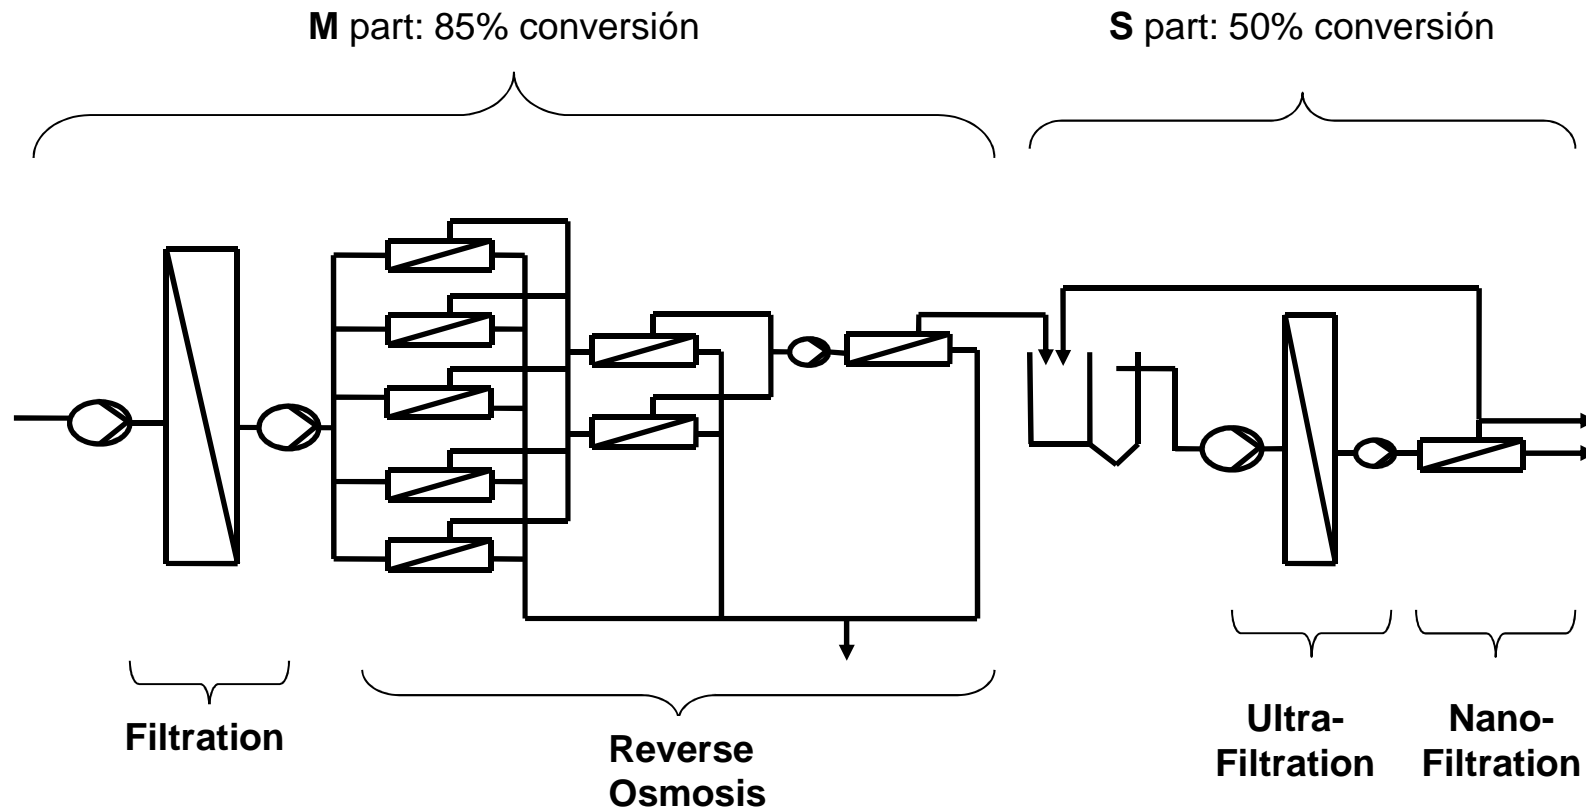 M part: 85% conversión
S part: 50% conversión
Filtration
Reverse
Osmosis
Ultra-
Filtration
Nano-
Filtration